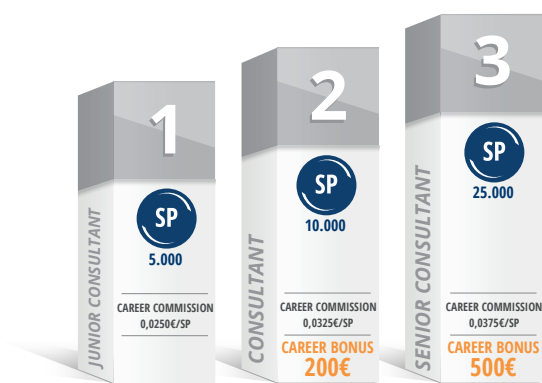 1
JUNIOR CONSULTANT
SP
5.000
CAREER COMMISSION
0,0250€/SP
2
CONSULTANT
SP
10.000
CAREER COMMISSION
0,0325€/SP
CAREER BONUS
200€
3
SENIOR CONSULTANT
SP
25.000
CAREER COMMISSION
0,0375€/SP
CAREER BONUS
500€